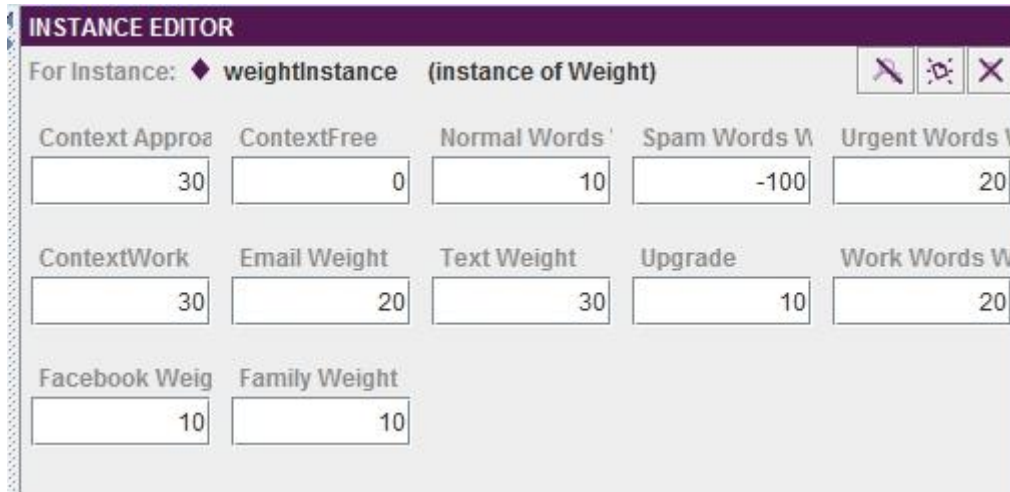 INSTANCE EDITOR
For Instance: weightInstance (instance of Weight)
Context Approa ContextFree Normal Words Spam Words W Urgent Words
30 0 10 -100 20
ContextWork Email Weight Text Weight Upgrade Work Words W
30 20 30 10 20
Facebook Weig Family Weight
10 10